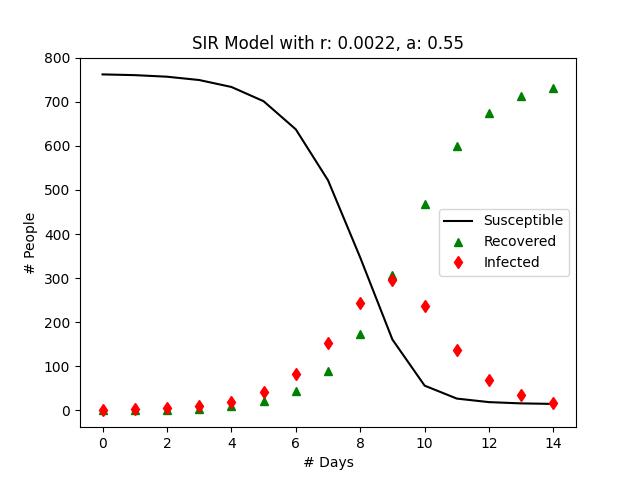 SIR Model with r: 0.0022, a: 0.55
800
700
600
500
400
300
200
100
0
# People
Susceptible
Recovered
Infected
0 2 4 6 8 10 12 14
# Days